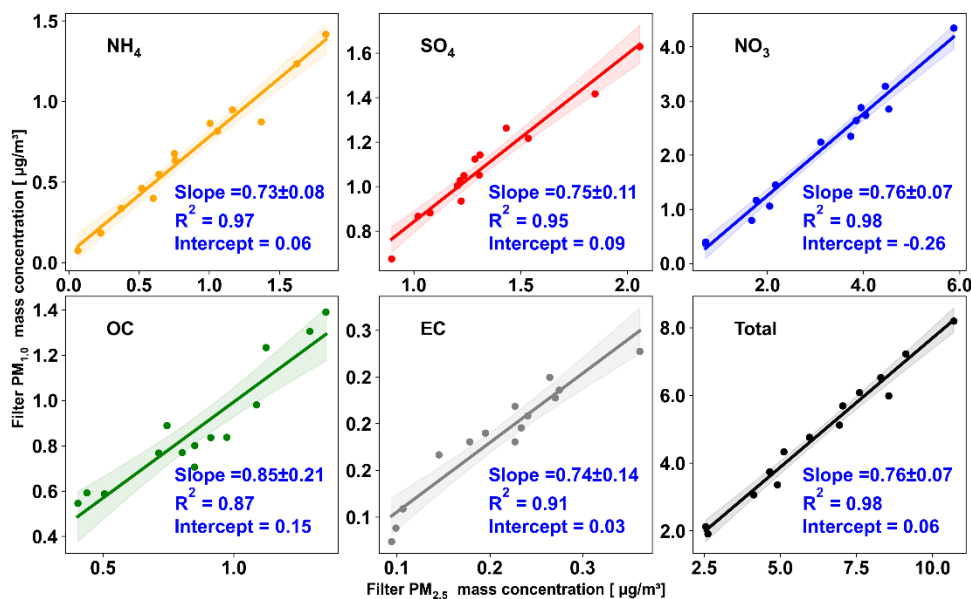 Filter PM1.0 mass concentration [ μg/m³]
NH4
1.5
1.0
0.5
0.0
Slope =0.73±0.08
R2 = 0.97
Intercept = 0.06
0.0 0.5 1.0 1.5
SO4
1.6
1.4
1.2
1.0
0.8
Slope =0.75±0.11
R2 = 0.95
Intercept = 0.09
1.0 1.5 2.0
NO3
4.0
3.0
2.0
1.0
0.0
Slope =0.76±0.07
R2 = 0.98
Intercept = -0.26
2.0 4.0 6.0
OC
1.4
1.2
1.0
0.8
0.6
0.4
Slope =0.85±0.21
R2 = 0.87
Intercept = 0.15
0.5 1.0
EC
0.3
0.2
0.2
0.2
0.1
Slope =0.74±0.14
R2 = 0.91
Intercept = 0.03
0.1 0.2 0.3
Total
8.0
6.0
4.0
2.0
Slope =0.76±0.07
R2 = 0.98
Intercept = 0.06
2.5 5.0 7.5 10.0
Filter PM2.5 mass concentration [ μg/m³]